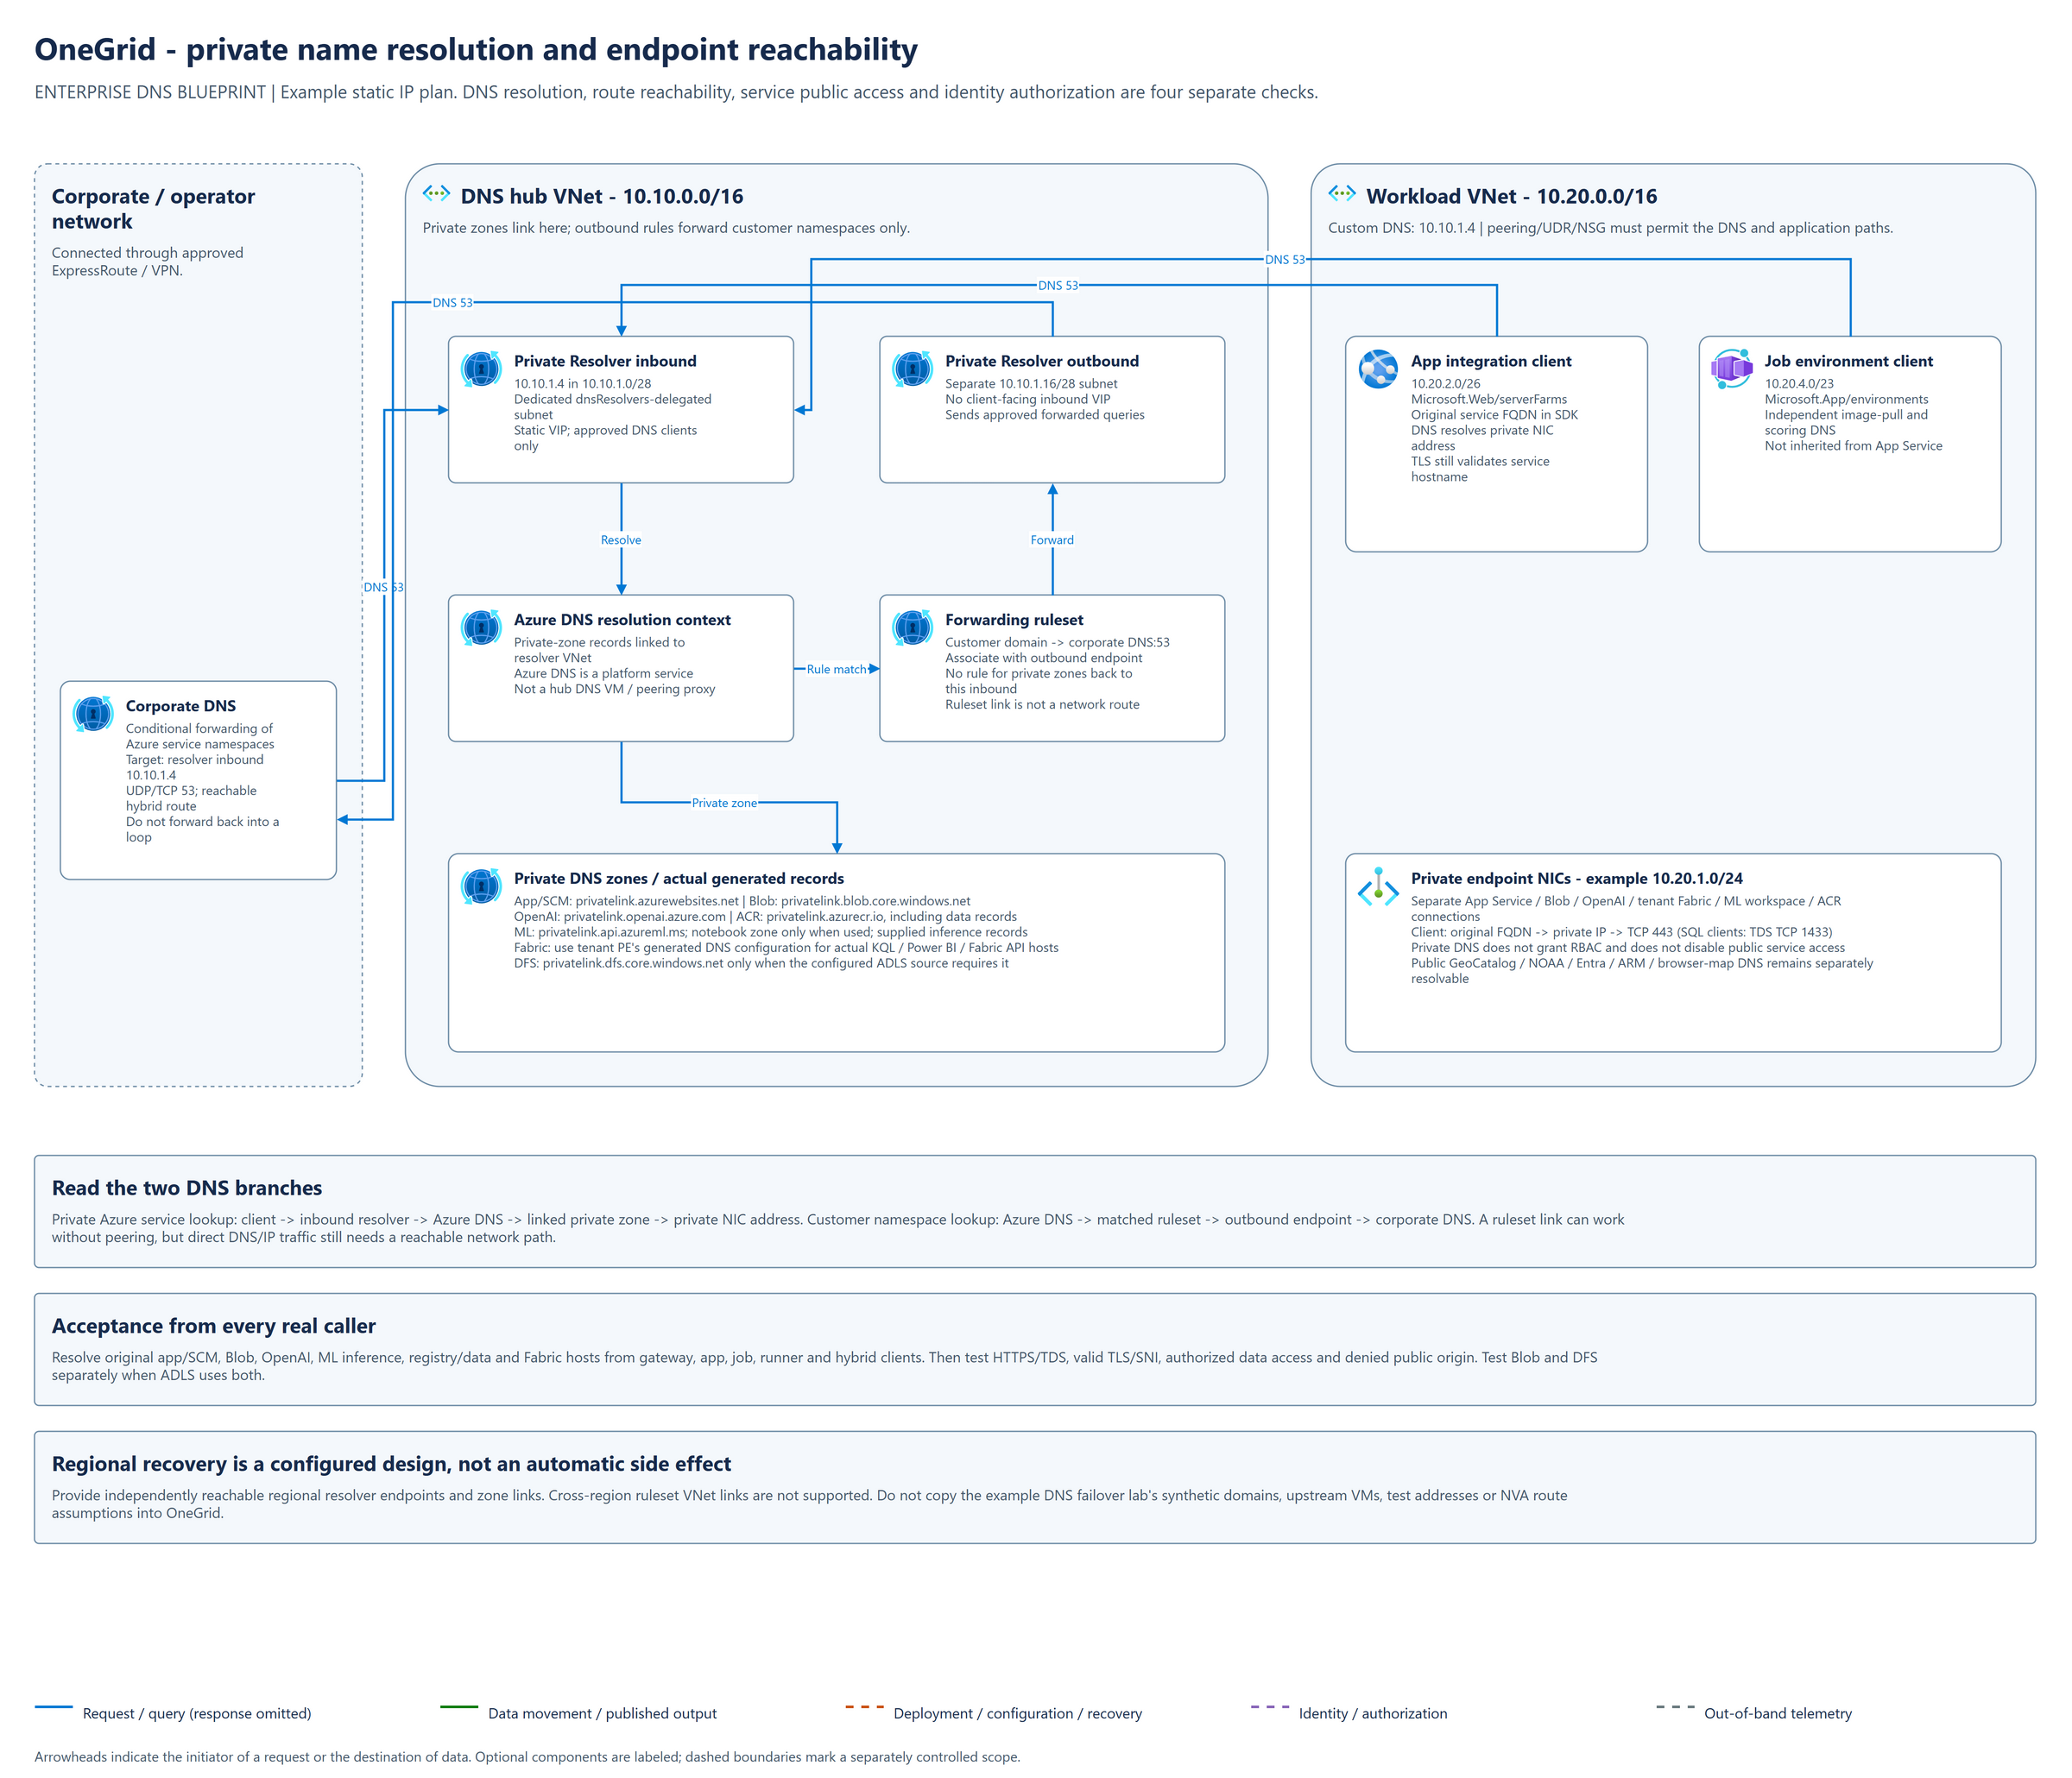 OneGrid - private name resolution and endpoint reachability
ENTERPRISE DNS BLUEPRINT | Example static IP plan. DNS resolution, route reachability, service public access and identity authorization are four separate checks.
Corporate / operator
network
Connected through approved
ExpressRoute / VPN.
DNS hub VNet - 10.10.0.0/16
Private zones link here; outbound rules forward customer namespaces only.
Workload VNet - 10.20.0.0/16
Custom DNS: 10.10.1.4 | peering/UDR/NSG must permit the DNS and application paths.
DNS 53
DNS 53
DNS 53
Private Resolver inbound
10.10.1.4 in 10.10.1.0/28
Dedicated dnsResolvers-delegated
subnet
Static VIP; approved DNS clients
only
Private Resolver outbound
Separate 10.10.1.16/28 subnet
No client-facing inbound VIP
Sends approved forwarded queries
App integration client
10.20.2.0/26
Microsoft.Web/serverFarms
Original service FQDN in SDK
DNS resolves private NIC
address
TLS still validates service
hostname
Job environment client
10.20.4.0/23
Microsoft.App/environments
Independent image-pull and
scoring DNS
Not inherited from App Service
Resolve
Forward
DNS 53
Azure DNS resolution context
Private-zone records linked to
resolver VNet
Azure DNS is a platform service
Not a hub DNS VM / peering proxy
Rule match
Forwarding ruleset
Customer domain -> corporate DNS:53
Associate with outbound endpoint
No rule for private zones back to
this inbound
Ruleset link is not a network route
Corporate DNS
Conditional forwarding of
Azure service namespaces
Target: resolver inbound
10.10.1.4
UDP/TCP 53; reachable
hybrid route
Do not forward back into a
loop
Private zone
Private DNS zones / actual generated records
App/SCM: privatelink.azurewebsites.net | Blob: privatelink.blob.core.windows.net
OpenAI: privatelink.openai.azure.com | ACR: privatelink.azurecr.io, including data records
ML: privatelink.api.azureml.ms; notebook zone only when used; supplied inference records
Fabric: use tenant PE's generated DNS configuration for actual KQL / Power BI / Fabric API hosts
DFS: privatelink.dfs.core.windows.net only when the configured ADLS source requires it
Private endpoint NICs - example 10.20.1.0/24
Separate App Service / Blob / OpenAI / tenant Fabric / ML workspace / ACR
connections
Client: original FQDN -> private IP -> TCP 443 (SQL clients: TDS TCP 1433)
Private DNS does not grant RBAC and does not disable public service access
Public GeoCatalog / NOAA / Entra / ARM / browser-map DNS remains separately
resolvable
Read the two DNS branches
Private Azure service lookup: client -> inbound resolver -> Azure DNS -> linked private zone -> private NIC address. Customer namespace lookup: Azure DNS -> matched ruleset -> outbound endpoint -> corporate DNS. A ruleset link can work
without peering, but direct DNS/IP traffic still needs a reachable network path.
Acceptance from every real caller
Resolve original app/SCM, Blob, OpenAI, ML inference, registry/data and Fabric hosts from gateway, app, job, runner and hybrid clients. Then test HTTPS/TDS, valid TLS/SNI, authorized data access and denied public origin. Test Blob and DFS
separately when ADLS uses both.
Regional recovery is a configured design, not an automatic side effect
Provide independently reachable regional resolver endpoints and zone links. Cross-region ruleset VNet links are not supported. Do not copy the example DNS failover lab's synthetic domains, upstream VMs, test addresses or NVA route
assumptions into OneGrid.
Request / query (response omitted)
Data movement / published output
Deployment / configuration / recovery
Identity / authorization
Out-of-band telemetry
Arrowheads indicate the initiator of a request or the destination of data. Optional components are labeled; dashed boundaries mark a separately controlled scope.